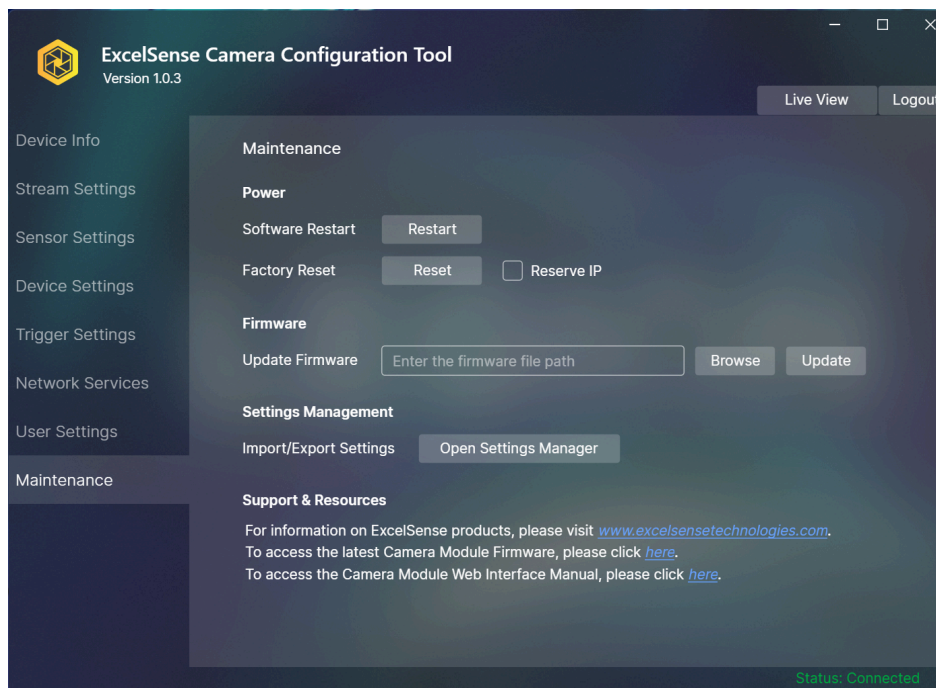 ExcelSense Camera Configuration Tool
Version 1.0.3
Live View
Logout
Device Info
Stream Settings
Sensor Settings
Device Settings
Trigger Settings
Network Services
User Settings
Maintenance
Maintenance
Power
Software Restart Restart
Factory Reset Reset Reserve IP
Firmware
Update Firmware Enter the firmware file path Browse Update
Settings Management
Import/Export Settings Open Settings Manager
Support & Resources
For information on ExcelSense products, please visit www.excelsensetechnologies.com.
To access the latest Camera Module Firmware, please click here.
To access the Camera Module Web Interface Manual, please click here.
Status: Connected